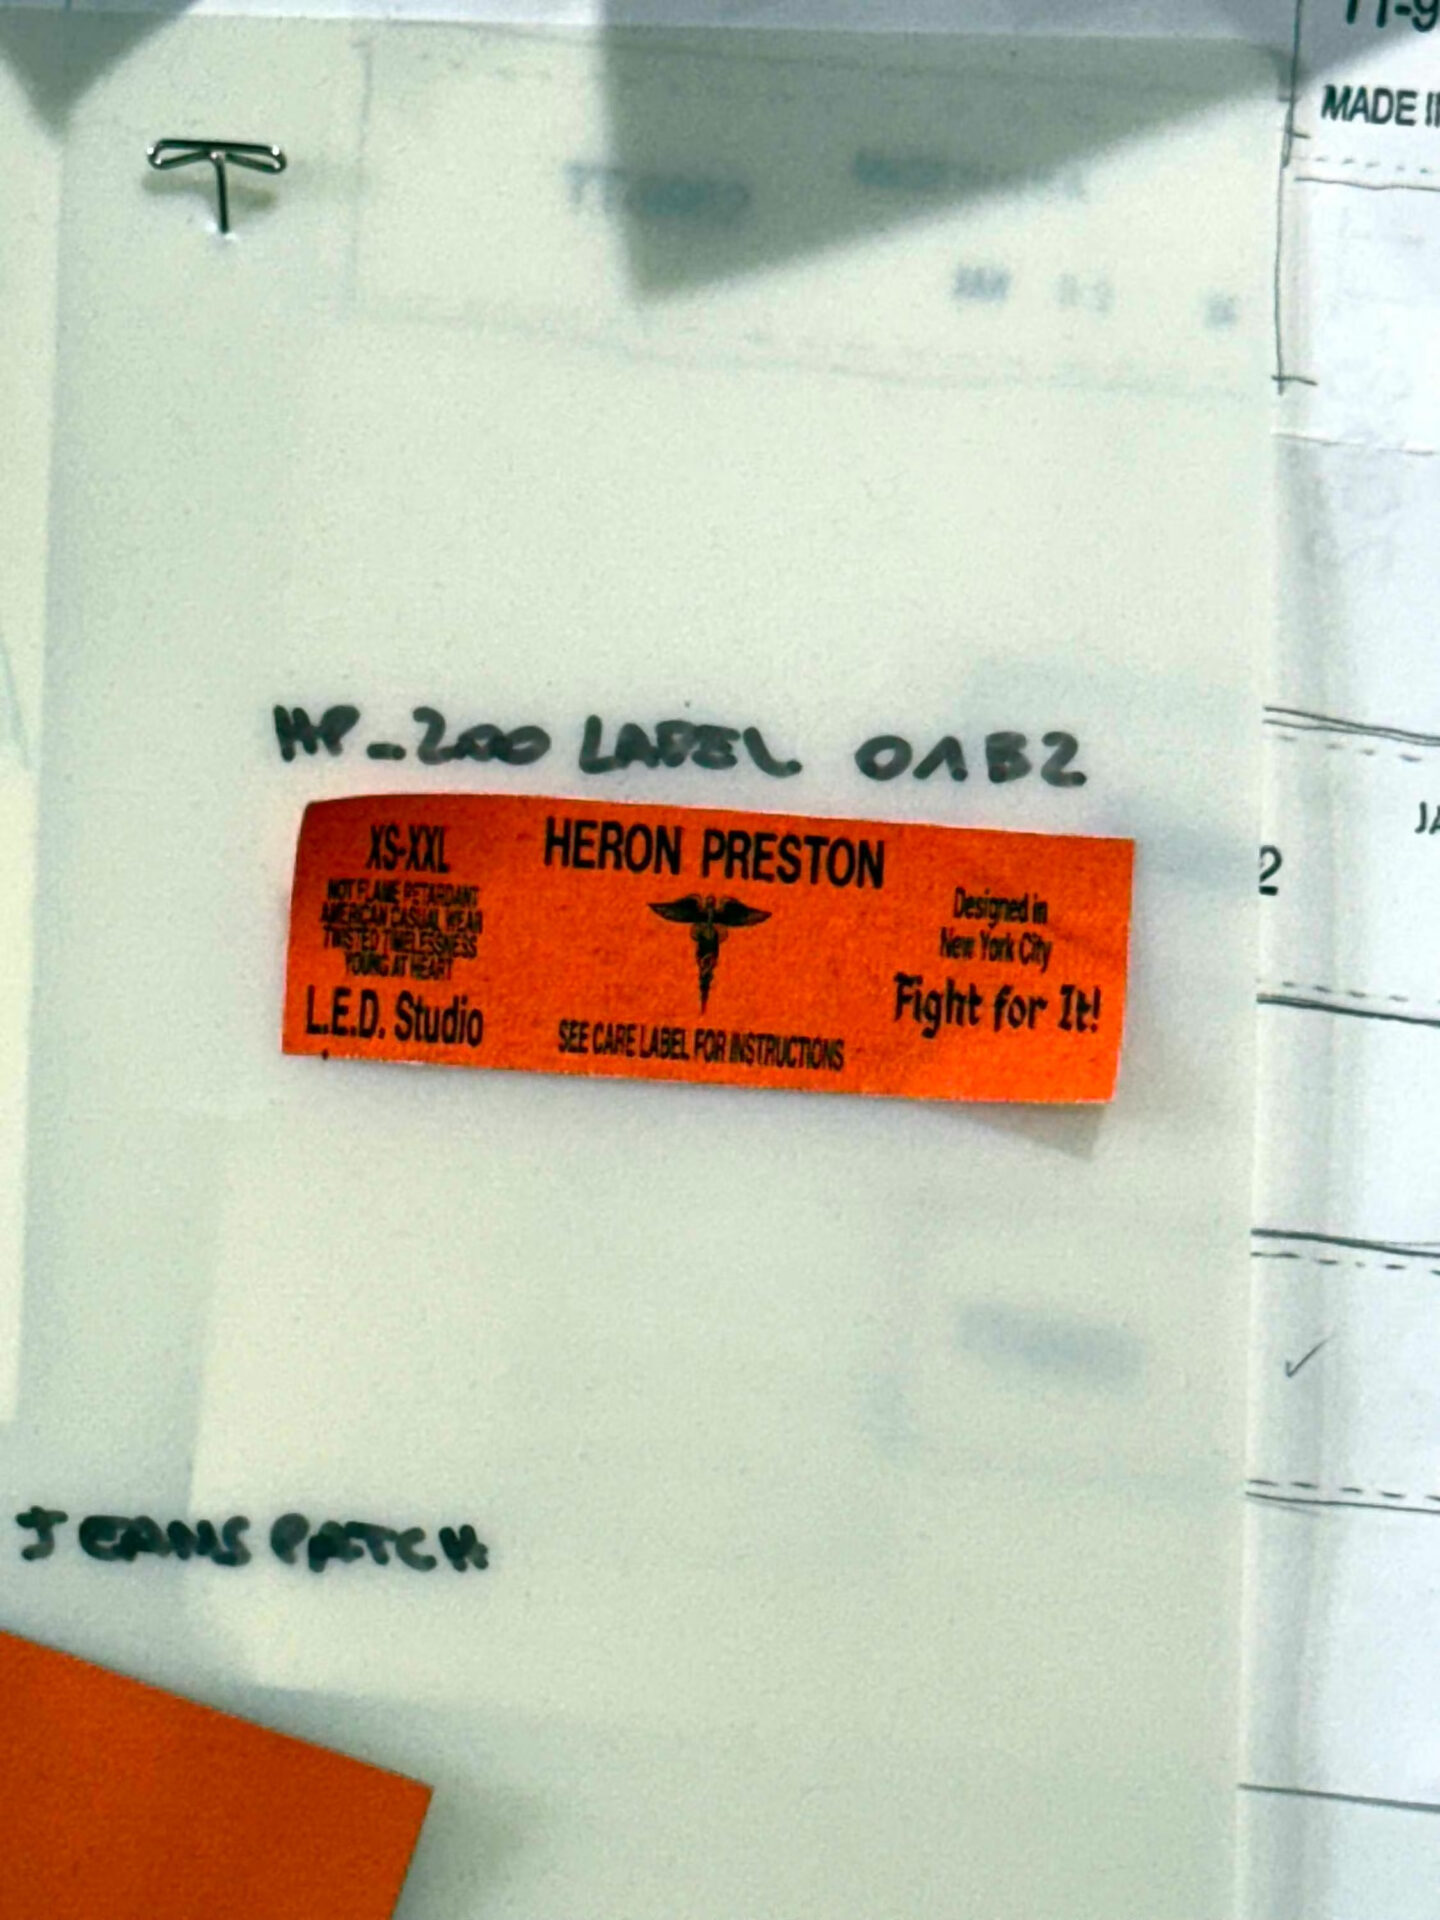 MADE
HP_200 LABEL 01B2
XS-XXL
NOT FLAME RETARDANT
AMERICAN CASUAL WEAR
TWISTED TIMELESSNESS
YOUNG AT HEART
L.E.D. Studio
HERON PRESTON
SEE CARE LABEL FOR INSTRUCTIONS
Designed in
New York City
Fight for It!
2
JEANS PATCH